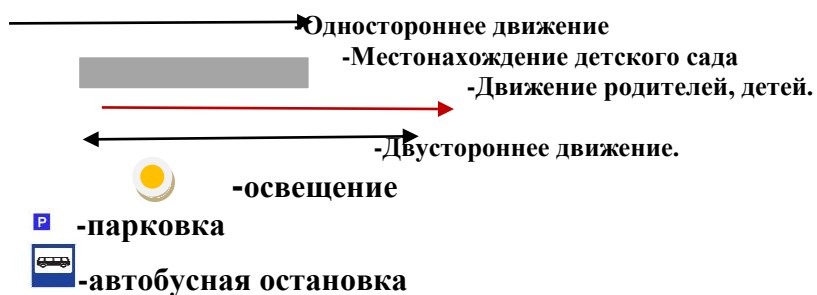 -Одностороннее движение
-Местонахождение детского сада
-Движение родителей, детей.
-Двустороннее движение.
-освещение
P -парковка
-автобусная остановка